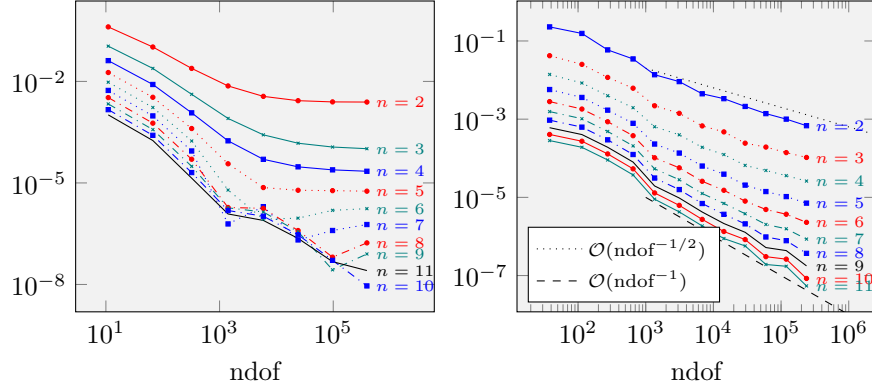 10^{-2}
10^{-5}
10^{-8}
10^1
10^3
10^5
ndof
n = 2
n = 3
n = 4
n = 5
n = 6
n = 7
n = 8
n = 9
n = 11
n = 10
10^{-1}
10^{-3}
10^{-5}
10^{-7}
10^2
10^3
10^4
10^5
10^6
ndof
n = 2
n = 3
n = 4
n = 5
n = 6
n = 7
n = 8
n = 9
n = 10
n = 11
O(ndof^{-1/2})
O(ndof^{-1})